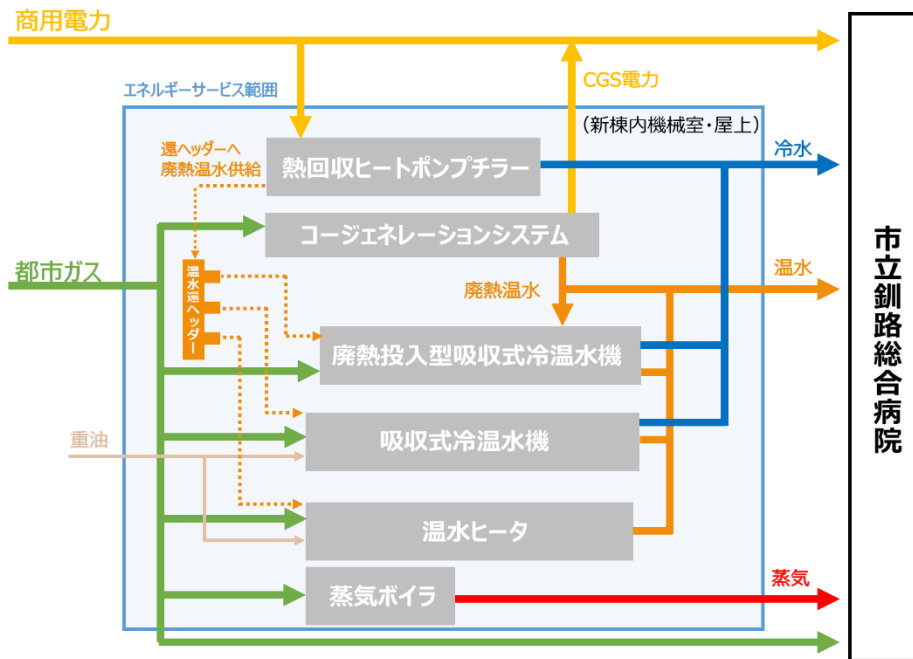 商用電力
エネルギーサービス範囲
CGS電力
(新棟内機械室・屋上)
還ヘッダーへ
廃熱温水供給
熱回収ヒートポンプチラー
冷水
コージェネレーションシステム
都市ガス
温水還ヘッダー
廃熱温水
温水
廃熱投入型吸収式冷温水機
重油
吸収式冷温水機
温水ヒータ
蒸気ボイラ
蒸気
市立釧路総合病院